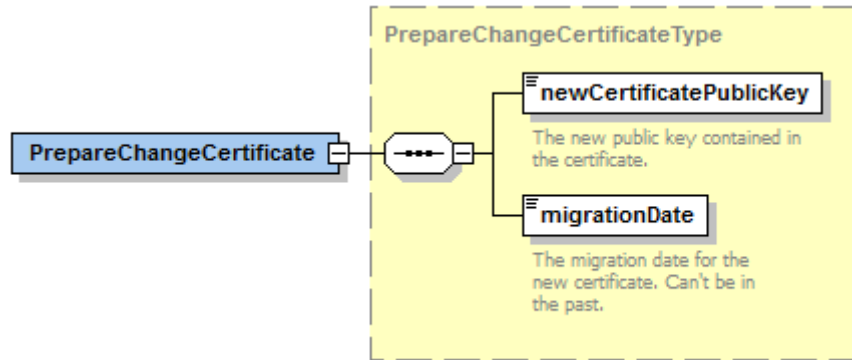 PrepareChangeCertificateType
newCertificatePublicKey
The new public key contained in
the certificate.
PrepareChangeCertificate
migrationDate
The migration date for the
new certificate. Can't be in
the past.